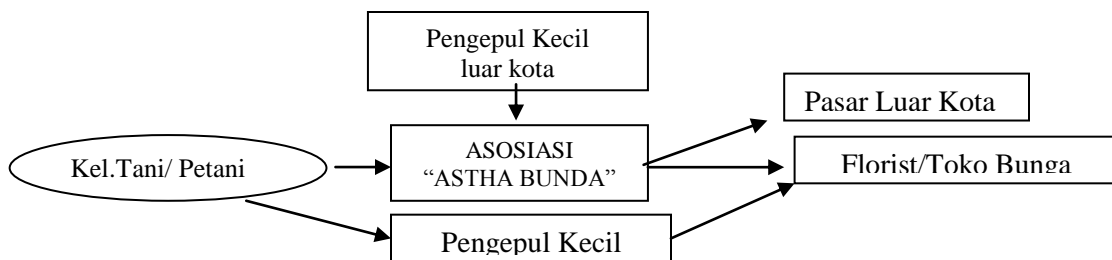 Pengepul Kecil
luar kota
Pasar Luar Kota
Kel.Tani/ Petani
ASOSIASI
“ASTHA BUNDA”
Florist/Toko Bunga
Pengepul Kecil